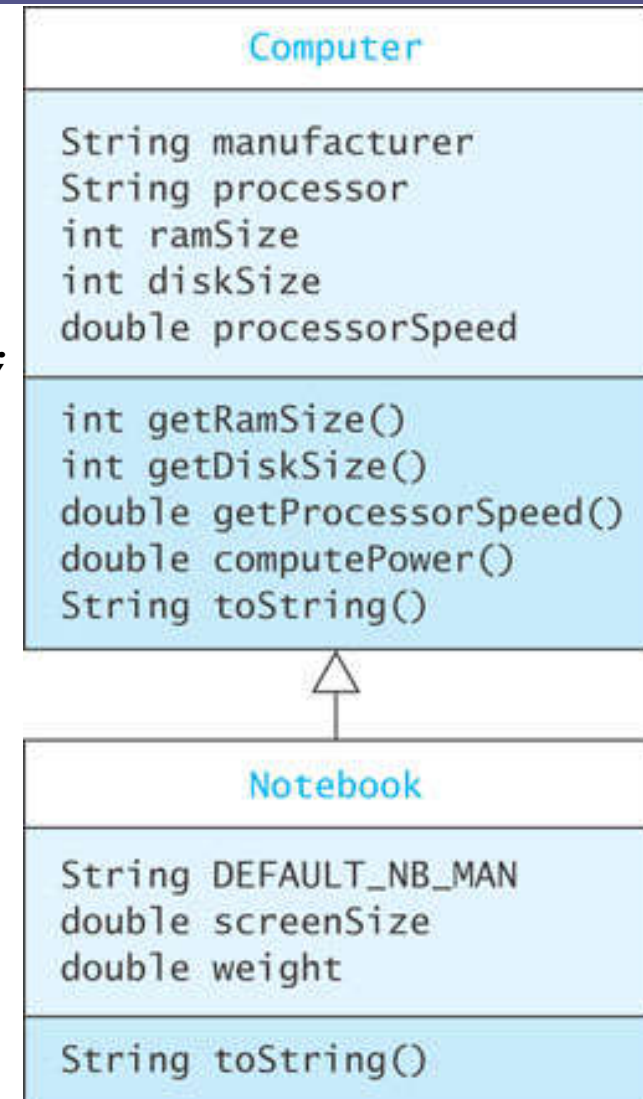 Computer
String manufacturer
String processor
int ramSize
int diskSize
double processorSpeed
;
int getRamSize()
int getDiskSize()
double getProcessorSpeed()
double computePower()
String toString()
Notebook
String DEFAULT_NB_MAN
double screenSize
double weight
String toString()